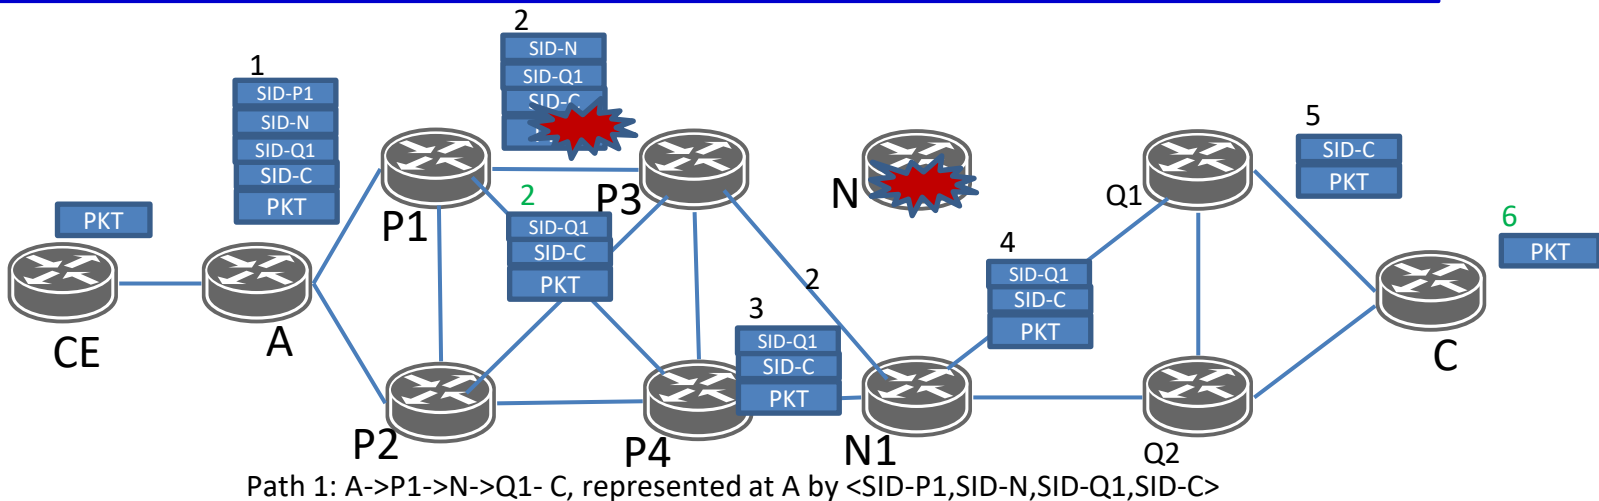 2
SID-N
SID-Q1
SID-C
1
SID-P1
SID-N
SID-Q1
SID-C
PKT
PKT
CE
A
P1
P2
2
SID-Q1
SID-C
PKT
P3
P4
2
3
SID-Q1
SID-C
PKT
N
N1
4
SID-Q1
SID-C
PKT
Q1
Q2
5
SID-C
PKT
C
6
PKT
Path 1: A->P1->N->Q1- C, represented at A by <SID-P1,SID-N,SID-Q1,SID-C>